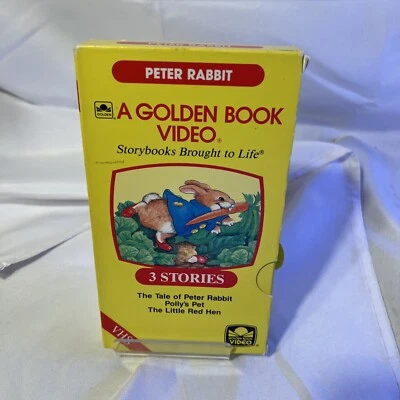 PETER RABBIT
GOLDEN
A GOLDEN BOOK
VIDEO®
Storybooks Brought to Life®
3 STORIES
The Tale of Peter Rabbit
Polly's Pet
The Little Red Hen
VHS
VIDEO